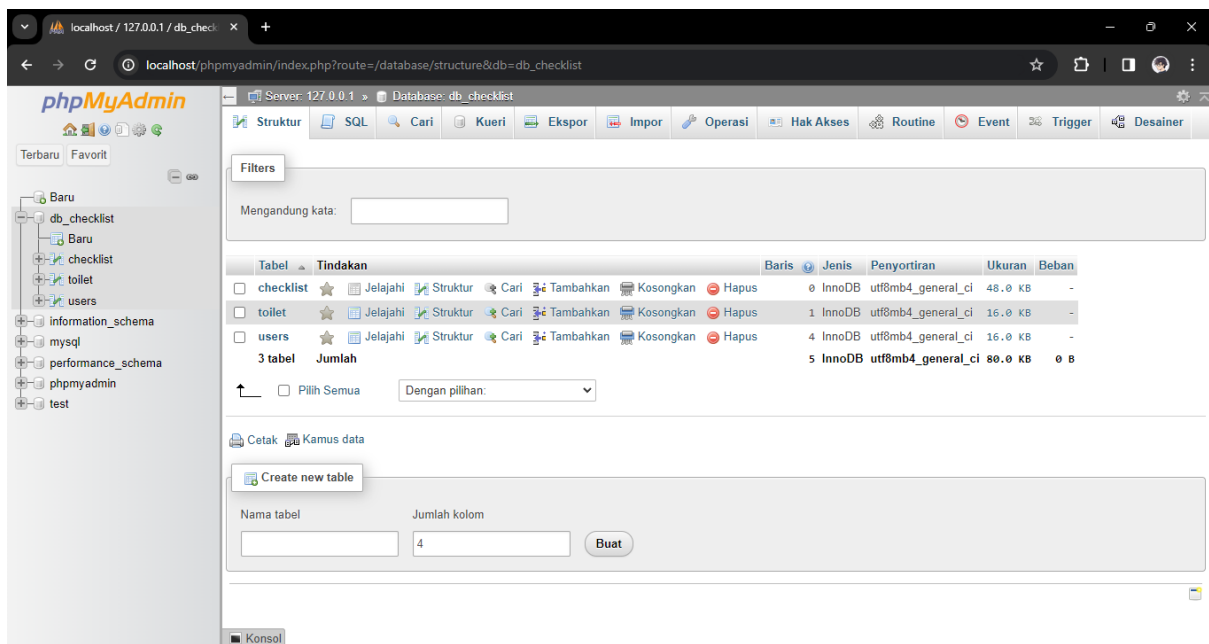 localhost / 127.0.0.1 / db_check
localhost/phpmyadmin/index.php?route=/database/structure&db=db_checklist
phpMyAdmin
Terbaru Favorit
Baru
db_checklist
Baru
checklist
toilet
users
information_schema
mysql
performance_schema
phpmyadmin
test
Server: 127.0.0.1 » Database: db_checklist
Struktur SQL Cari Kueri Ekspor Impor Operasi Hak Akses Routine Event Trigger Desainer
Filters
Mengandung kata:
Tabel Tindakan Baris Jenis Penyortiran Ukuran Beban
checklist Jelajahi Struktur Cari Tambahkan Kosongkan Hapus 0 InnoDB utf8mb4_general_ci 48.0 KB -
toilet Jelajahi Struktur Cari Tambahkan Kosongkan Hapus 1 InnoDB utf8mb4_general_ci 16.0 KB -
users Jelajahi Struktur Cari Tambahkan Kosongkan Hapus 4 InnoDB utf8mb4_general_ci 16.0 KB -
3 tabel Jumlah 5 InnoDB utf8mb4_general_ci 80.0 KB 0 B
Pilih Semua Dengan pilihan:
Cetak Kamus data
Create new table
Nama tabel Jumlah kolom
4 Buat
Konsol